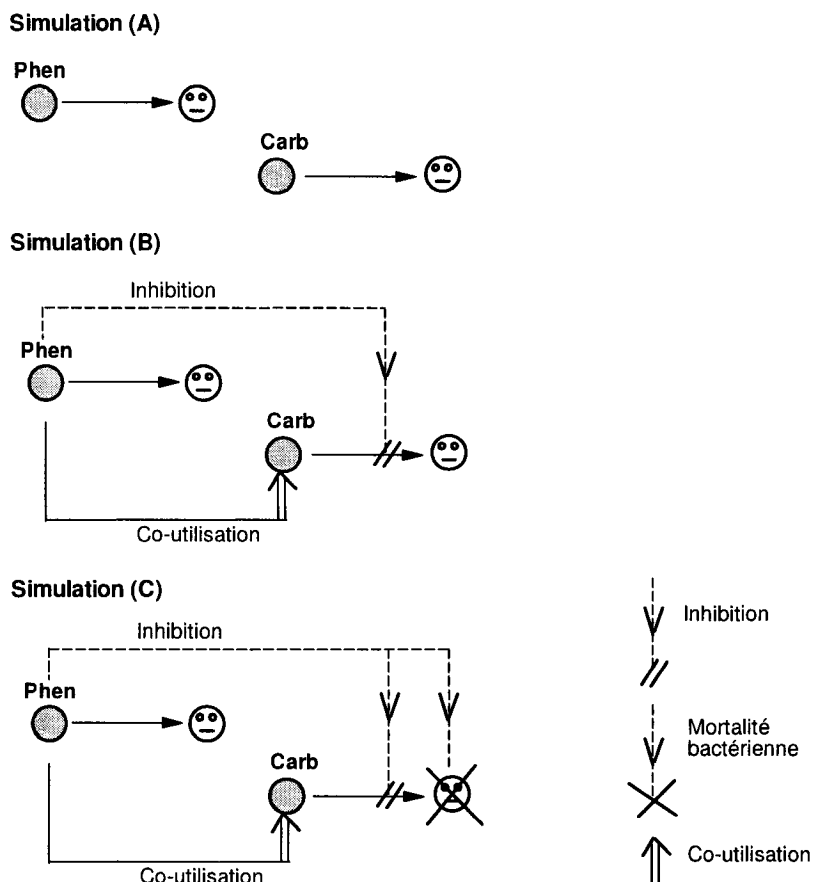 Simulation (A)
Phen
Carb
Simulation (B)
Inhibition
Phen
Carb
Co-utilisation
Simulation (C)
Inhibition
Phen
Carb
Co-utilisation
Inhibition
Mortalité
bactérienne
Co-utilisation